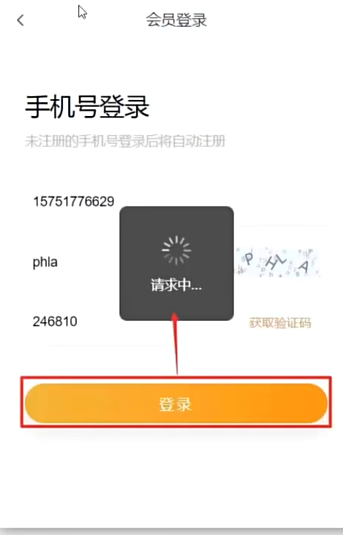 会员登录
手机号登录
未注册的手机号登录后将自动注册
15751776629
phla
PHLA
请求中...
246810
获取验证码
登录